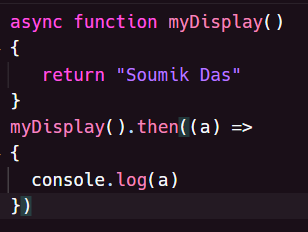 async function myDisplay()
{
   return "Soumik Das"
}
myDisplay().then((a) =>
{
  console.log(a)
})